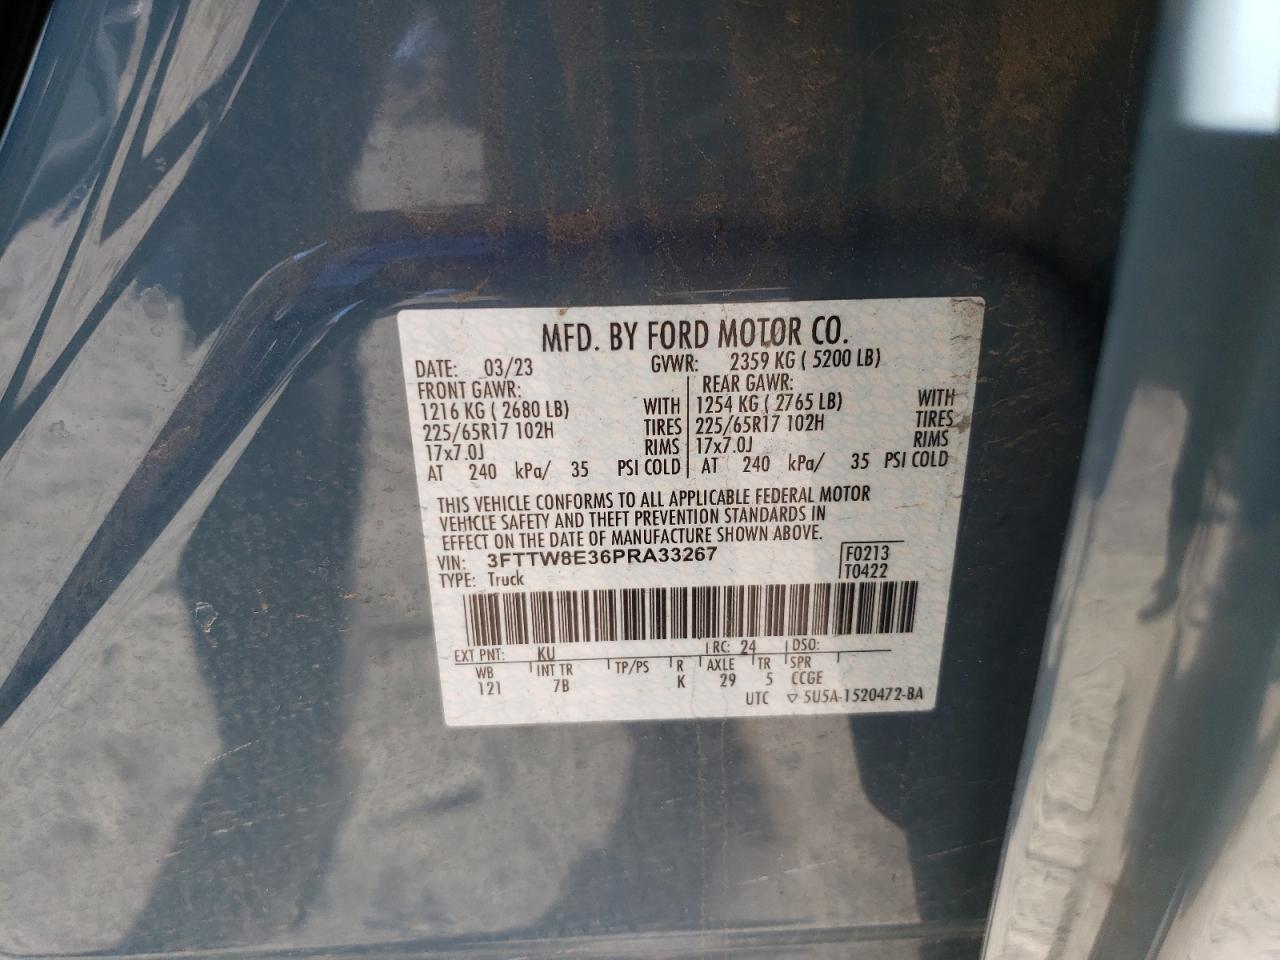 MFD. BY FORD MOTOR CO.
DATE: 03/23 GVWR: 2359 KG ( 5200 LB)
FRONT GAWR: REAR GAWR:
1216 KG ( 2680 LB) WITH 1254 KG ( 2765 LB) WITH
225/65R17 102H TIRES 225/65R17 102H TIRES
17x7.0J RIMS 17x7.0J RIMS
AT 240 kPa/ 35 PSI COLD AT 240 kPa/ 35 PSI COLD
THIS VEHICLE CONFORMS TO ALL APPLICABLE FEDERAL MOTOR
VEHICLE SAFETY AND THEFT PREVENTION STANDARDS IN
EFFECT ON THE DATE OF MANUFACTURE SHOWN ABOVE.
VIN: 3FTTW8E36PRA33267 F0213
TYPE: Truck T0422
EXT PNT: KU RC: 24 DSO:
WB INT TR TP/PS R AXLE TR SPR
121 7B K 29 5 CCGE
UTC ▽ 5U5A-1520472-BA